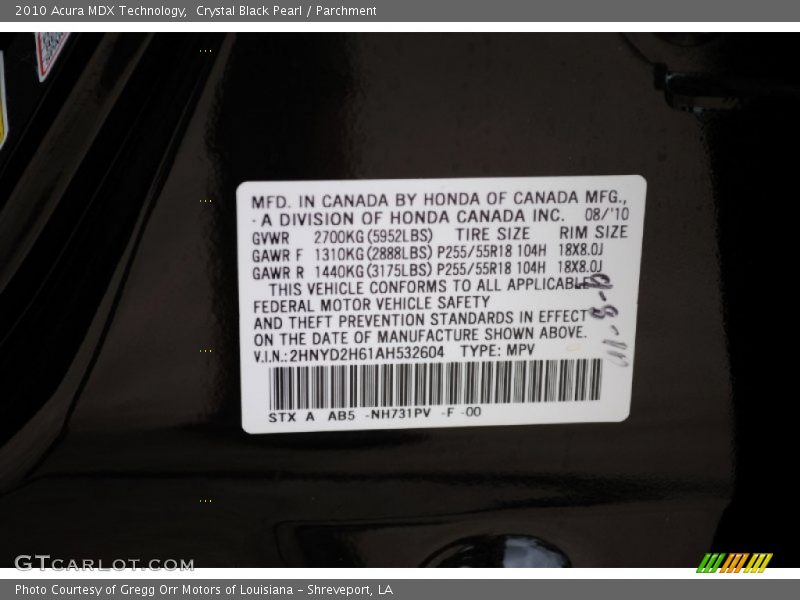 2010 Acura MDX Technology,  Crystal Black Pearl / Parchment
MFD. IN CANADA BY HONDA OF CANADA MFG.,
- A DIVISION OF HONDA CANADA INC.  08/'10
GVWR  2700KG (5952LBS)  TIRE SIZE  RIM SIZE
GAWR F  1310KG (2888LBS) P255/55R18 104H  18X8.0J
GAWR R  1440KG (3175LBS) P255/55R18 104H  18X8.0J
THIS VEHICLE CONFORMS TO ALL APPLICABLE
FEDERAL MOTOR VEHICLE SAFETY
AND THEFT PREVENTION STANDARDS IN EFFECT
ON THE DATE OF MANUFACTURE SHOWN ABOVE.
V.I.N.: 2HNYD2H61AH532604  TYPE: MPV
STX  A  AB5  -NH731PV  -F -00
GTCARLOT.COM
Photo Courtesy of Gregg Orr Motors of Louisiana - Shreveport, LA